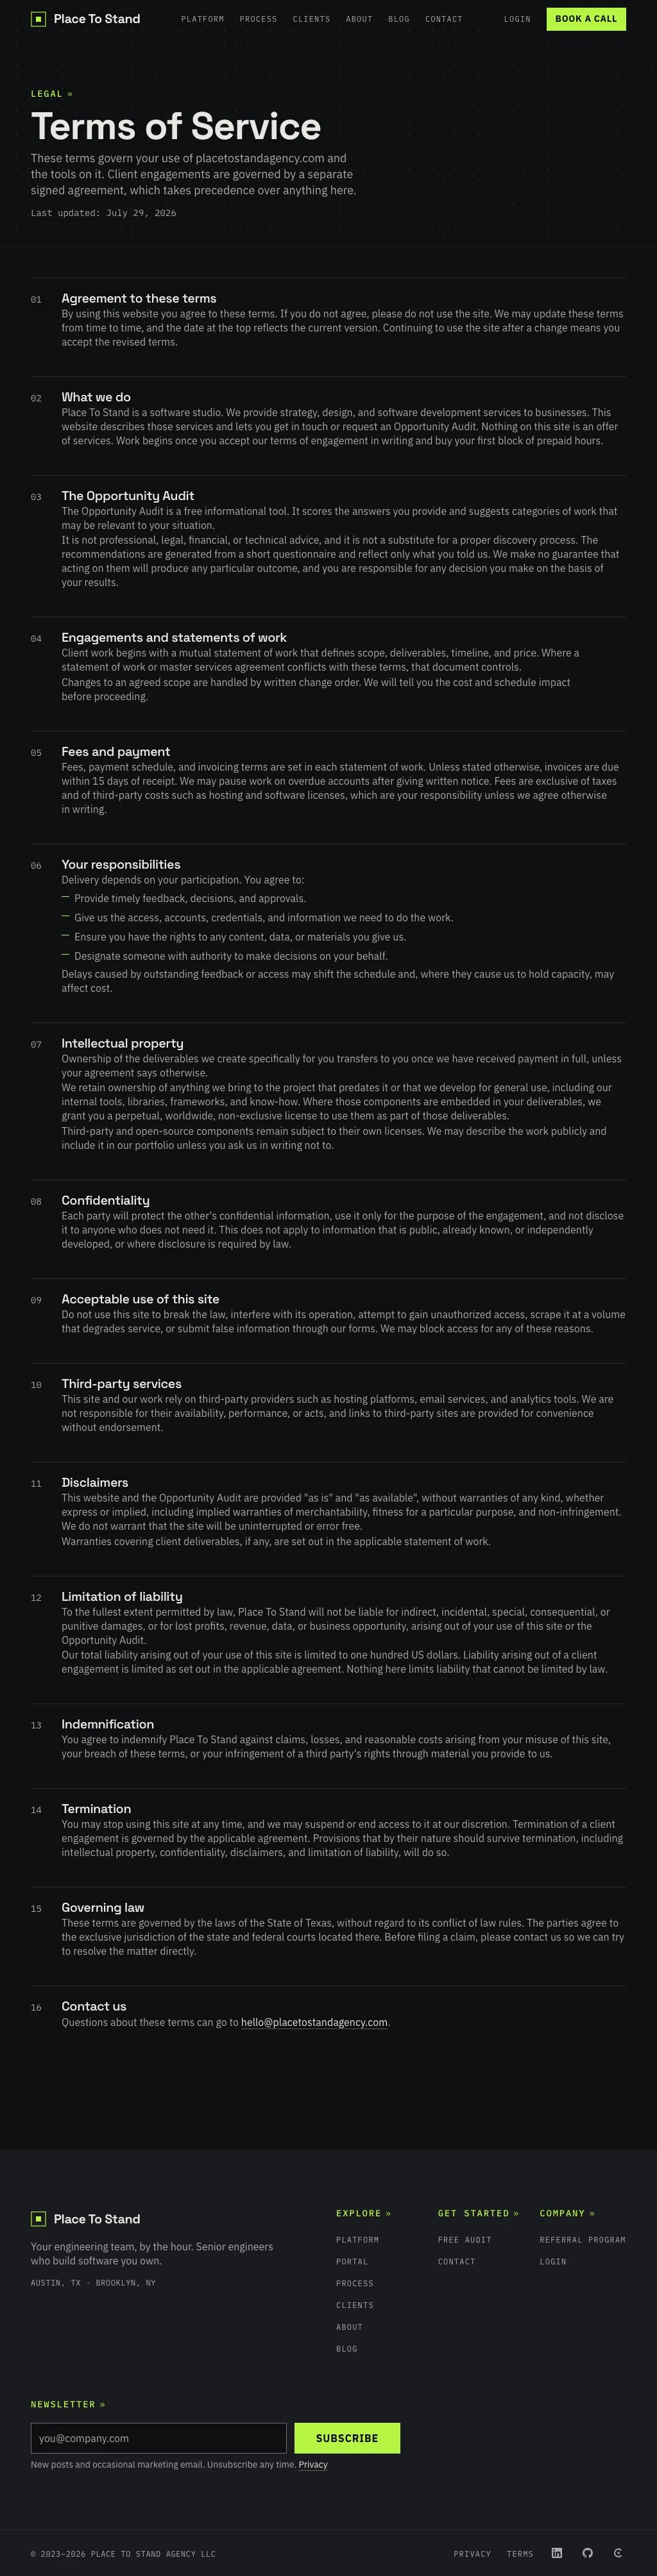 Place To Stand
PLATFORM PROCESS CLIENTS ABOUT BLOG CONTACT LOGIN BOOK A CALL
LEGAL »
Terms of Service
These terms govern your use of placetostandagency.com and
the tools on it. Client engagements are governed by a separate
signed agreement, which takes precedence over anything here.
Last updated: July 29, 2026
01 Agreement to these terms
By using this website you agree to these terms. If you do not agree, please do not use the site. We may update these terms
from time to time, and the date at the top reflects the current version. Continuing to use the site after a change means you
accept the revised terms.
02 What we do
Place To Stand is a software studio. We provide strategy, design, and software development services to businesses. This
website describes those services and lets you get in touch or request an Opportunity Audit. Nothing on this site is an offer
of services. Work begins once you accept our terms of engagement in writing and buy your first block of prepaid hours.
03 The Opportunity Audit
The Opportunity Audit is a free informational tool. It scores the answers you provide and suggests categories of work that
may be relevant to your situation.
It is not professional, legal, financial, or technical advice, and it is not a substitute for a proper discovery process. The
recommendations are generated from a short questionnaire and reflect only what you told us. We make no guarantee that
acting on them will produce any particular outcome, and you are responsible for any decision you make on the basis of
your results.
04 Engagements and statements of work
Client work begins with a mutual statement of work that defines scope, deliverables, timeline, and price. Where a
statement of work or master services agreement conflicts with these terms, that document controls.
Changes to an agreed scope are handled by written change order. We will tell you the cost and schedule impact
before proceeding.
05 Fees and payment
Fees, payment schedule, and invoicing terms are set in each statement of work. Unless stated otherwise, invoices are due
within 15 days of receipt. We may pause work on overdue accounts after giving written notice. Fees are exclusive of taxes
and of third-party costs such as hosting and software licenses, which are your responsibility unless we agree otherwise
in writing.
06 Your responsibilities
Delivery depends on your participation. You agree to:
— Provide timely feedback, decisions, and approvals.
— Give us the access, accounts, credentials, and information we need to do the work.
— Ensure you have the rights to any content, data, or materials you give us.
— Designate someone with authority to make decisions on your behalf.
Delays caused by outstanding feedback or access may shift the schedule and, where they cause us to hold capacity, may
affect cost.
07 Intellectual property
Ownership of the deliverables we create specifically for you transfers to you once we have received payment in full, unless
your agreement says otherwise.
We retain ownership of anything we bring to the project that predates it or that we develop for general use, including our
internal tools, libraries, frameworks, and know-how. Where those components are embedded in your deliverables, we
grant you a perpetual, worldwide, non-exclusive license to use them as part of those deliverables.
Third-party and open-source components remain subject to their own licenses. We may describe the work publicly and
include it in our portfolio unless you ask us in writing not to.
08 Confidentiality
Each party will protect the other's confidential information, use it only for the purpose of the engagement, and not disclose
it to anyone who does not need it. This does not apply to information that is public, already known, or independently
developed, or where disclosure is required by law.
09 Acceptable use of this site
Do not use this site to break the law, interfere with its operation, attempt to gain unauthorized access, scrape it at a volume
that degrades service, or submit false information through our forms. We may block access for any of these reasons.
10 Third-party services
This site and our work rely on third-party providers such as hosting platforms, email services, and analytics tools. We are
not responsible for their availability, performance, or acts, and links to third-party sites are provided for convenience
without endorsement.
11 Disclaimers
This website and the Opportunity Audit are provided "as is" and "as available", without warranties of any kind, whether
express or implied, including implied warranties of merchantability, fitness for a particular purpose, and non-infringement.
We do not warrant that the site will be uninterrupted or error free.
Warranties covering client deliverables, if any, are set out in the applicable statement of work.
12 Limitation of liability
To the fullest extent permitted by law, Place To Stand will not be liable for indirect, incidental, special, consequential, or
punitive damages, or for lost profits, revenue, data, or business opportunity, arising out of your use of this site or the
Opportunity Audit.
Our total liability arising out of your use of this site is limited to one hundred US dollars. Liability arising out of a client
engagement is limited as set out in the applicable agreement. Nothing here limits liability that cannot be limited by law.
13 Indemnification
You agree to indemnify Place To Stand against claims, losses, and reasonable costs arising from your misuse of this site,
your breach of these terms, or your infringement of a third party's rights through material you provide to us.
14 Termination
You may stop using this site at any time, and we may suspend or end access to it at our discretion. Termination of a client
engagement is governed by the applicable agreement. Provisions that by their nature should survive termination, including
intellectual property, confidentiality, disclaimers, and limitation of liability, will do so.
15 Governing law
These terms are governed by the laws of the State of Texas, without regard to its conflict of law rules. The parties agree to
the exclusive jurisdiction of the state and federal courts located there. Before filing a claim, please contact us so we can try
to resolve the matter directly.
16 Contact us
Questions about these terms can go to hello@placetostandagency.com.
Place To Stand
Your engineering team, by the hour. Senior engineers
who build software you own.
AUSTIN, TX · BROOKLYN, NY
EXPLORE »
PLATFORM
PORTAL
PROCESS
CLIENTS
ABOUT
BLOG
GET STARTED »
FREE AUDIT
CONTACT
COMPANY »
REFERRAL PROGRAM
LOGIN
NEWSLETTER »
you@company.com SUBSCRIBE
New posts and occasional marketing email. Unsubscribe any time. Privacy
© 2023–2026 PLACE TO STAND AGENCY LLC PRIVACY TERMS